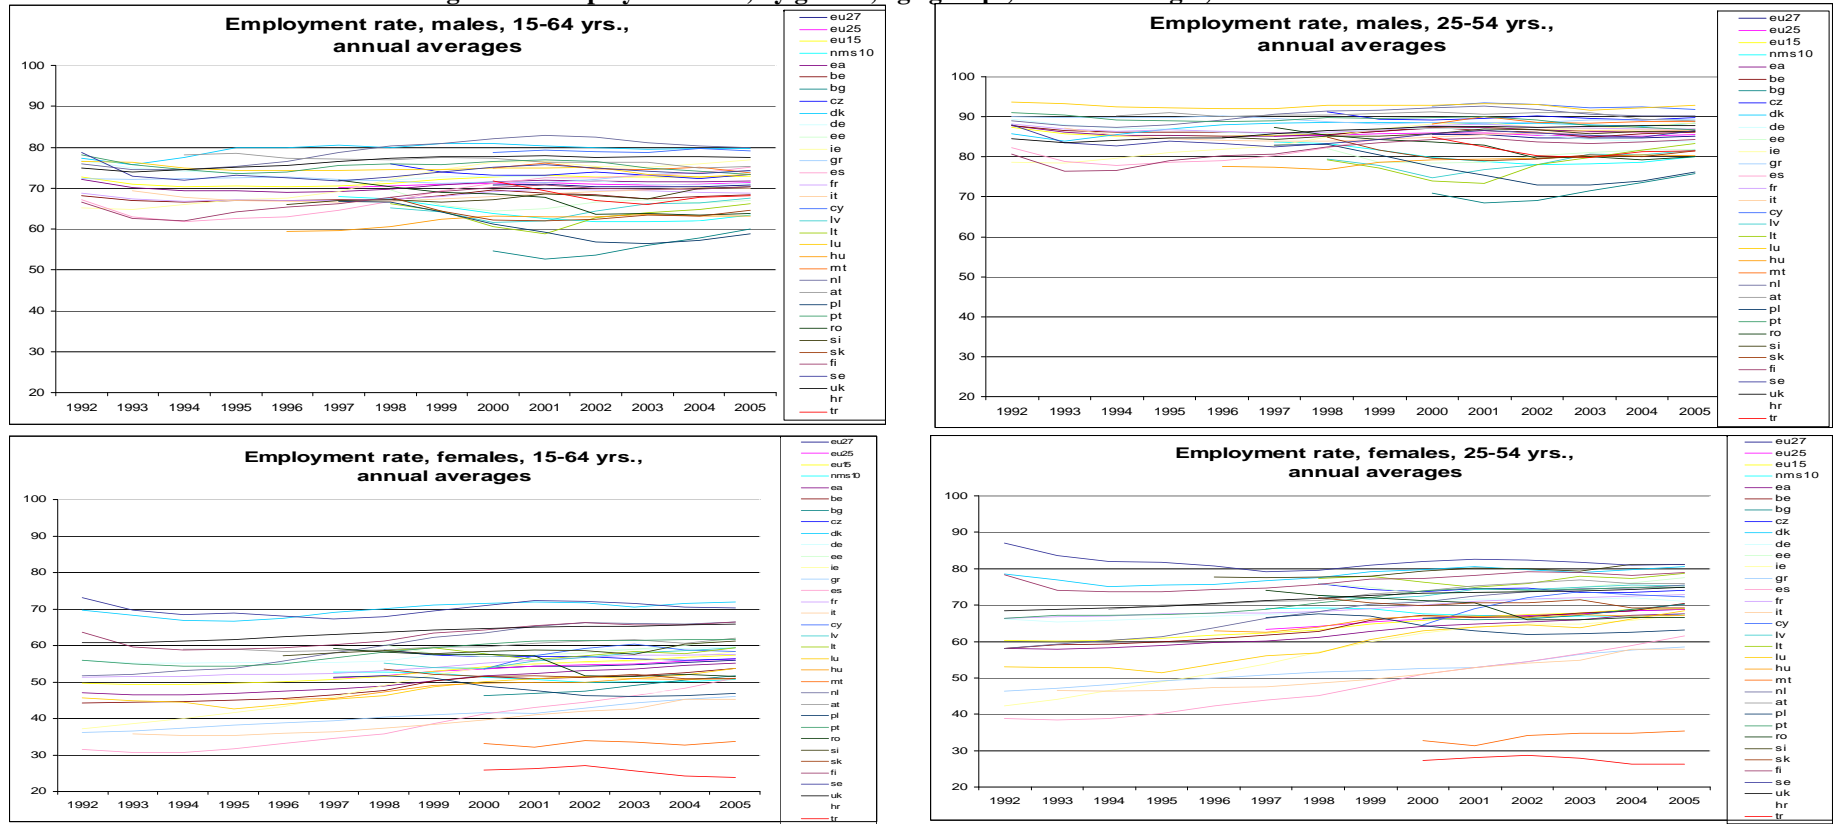 Employment rate, males, 15-64 yrs.,
annual averages
100
90
80
70
60
50
40
30
20
1992 1993 1994 1995 1996 1997 1998 1999 2000 2001 2002 2003 2004 2005
eu27
eu25
eu15
nms10
ea
be
bg
cz
dk
de
ee
ie
gr
es
fr
it
cy
lv
lt
lu
hu
mt
nl
at
pl
pt
ro
si
sk
fi
se
uk
hr
tr
Employment rate, males, 25-54 yrs.,
annual averages
100
90
80
70
60
50
40
30
20
1992 1993 1994 1995 1996 1997 1998 1999 2000 2001 2002 2003 2004 2005
eu27
eu25
eu15
nms10
ea
be
bg
cz
dk
de
ee
ie
gr
es
fr
it
cy
lv
lt
lu
hu
mt
nl
at
pl
pt
ro
si
sk
fi
se
uk
hr
tr
Employment rate, females, 15-64 yrs.,
annual averages
100
90
80
70
60
50
40
30
20
1992 1993 1994 1995 1996 1997 1998 1999 2000 2001 2002 2003 2004 2005
eu27
eu25
eu15
nms10
ea
be
bg
cz
dk
de
ee
ie
gr
es
fr
it
cy
lv
lt
lu
hu
mt
nl
at
pl
pt
ro
si
sk
fi
se
uk
hr
tr
Employment rate, females, 25-54 yrs.,
annual averages
100
90
80
70
60
50
40
30
20
1992 1993 1994 1995 1996 1997 1998 1999 2000 2001 2002 2003 2004 2005
eu27
eu25
eu15
nms10
ea
be
bg
cz
dk
de
ee
ie
gr
es
fr
it
cy
lv
lt
lu
hu
mt
nl
at
pl
pt
ro
si
sk
fi
se
uk
hr
tr